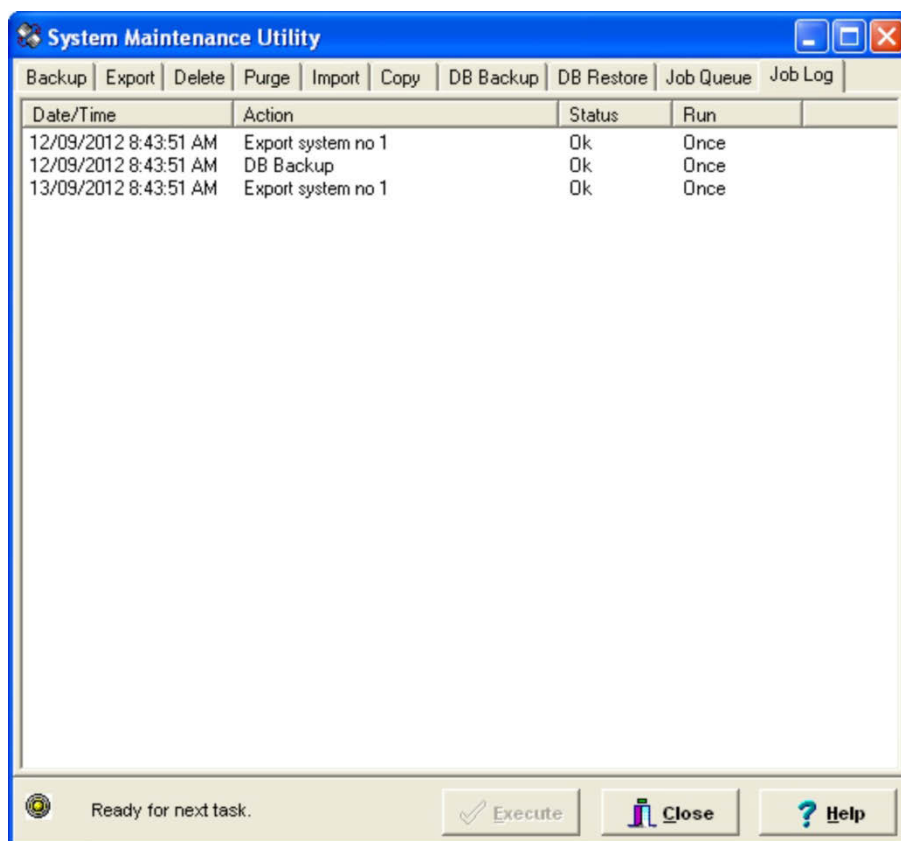 System Maintenance Utility
Backup Export Delete Purge Import Copy DB Backup DB Restore Job Queue Job Log
Date/Time Action Status Run
12/09/2012 8:43:51 AM Export system no 1 Ok Once
12/09/2012 8:43:51 AM DB Backup Ok Once
13/09/2012 8:43:51 AM Export system no 1 Ok Once
Ready for next task. Execute Close ? Help